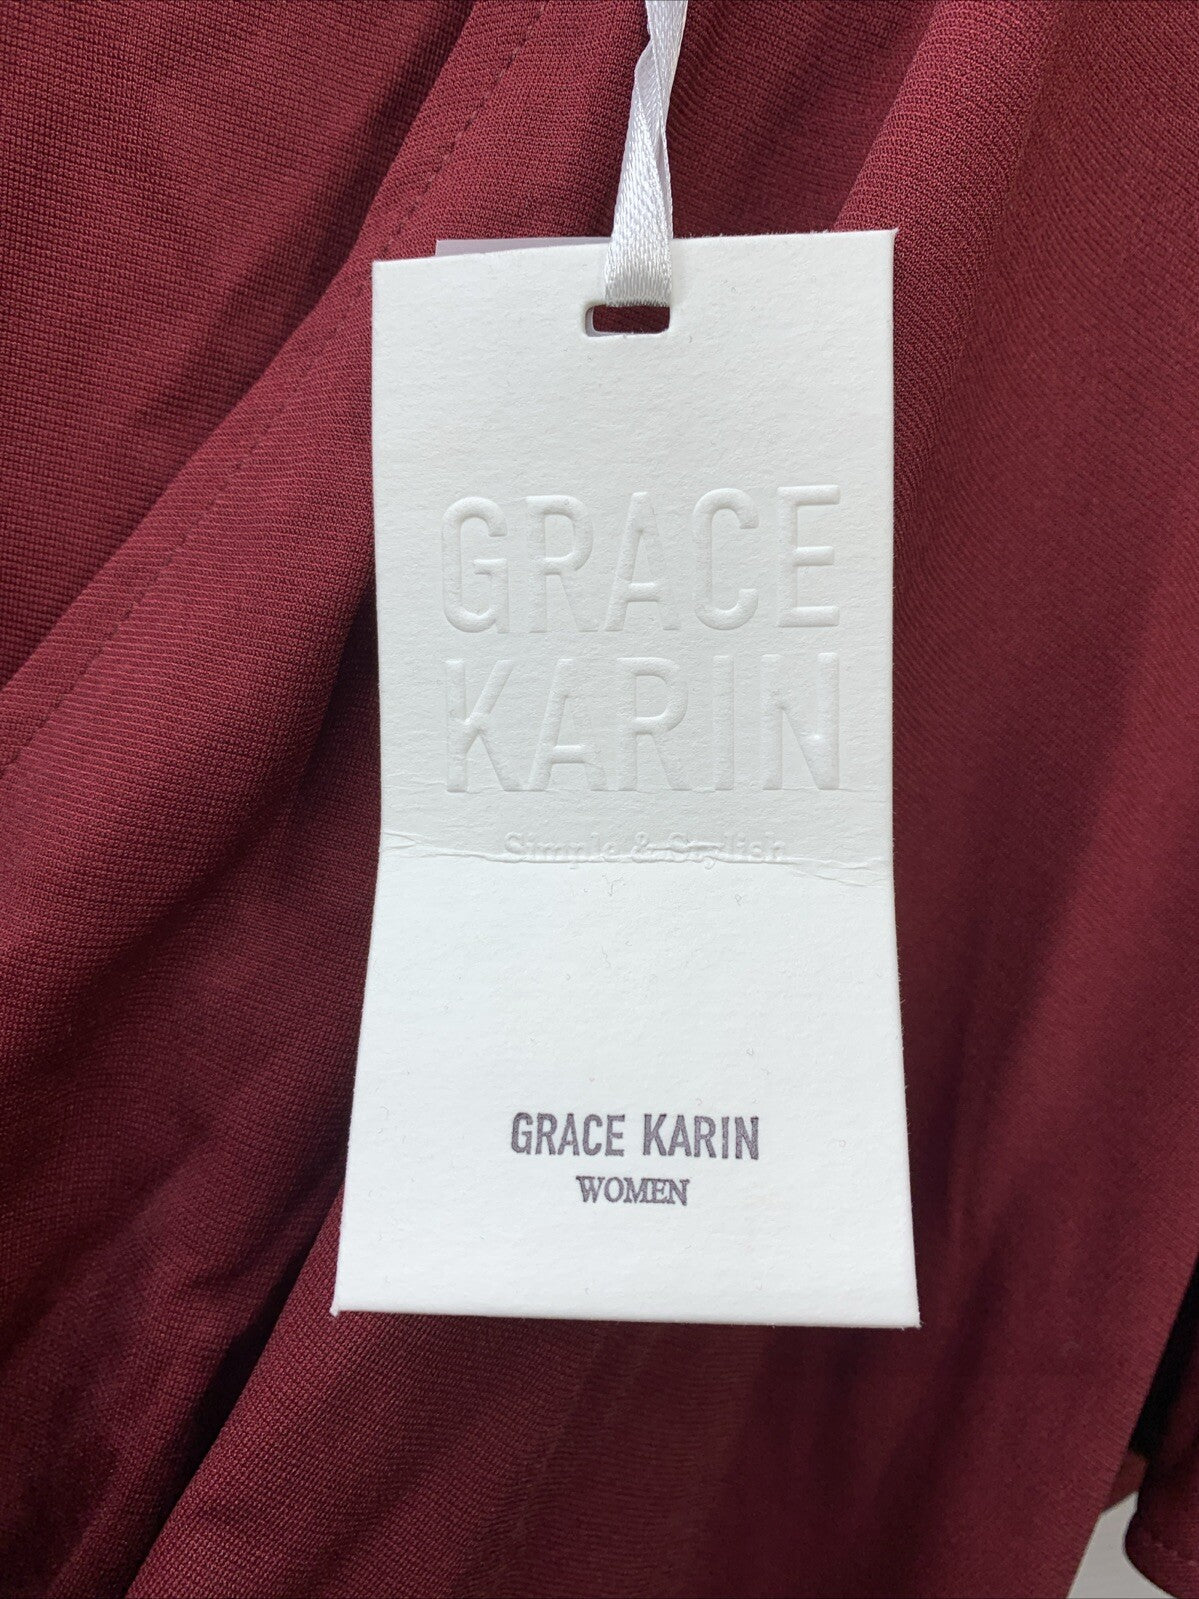 GRACE
KARIN
Simple & Stylish
GRACE KARIN
WOMEN